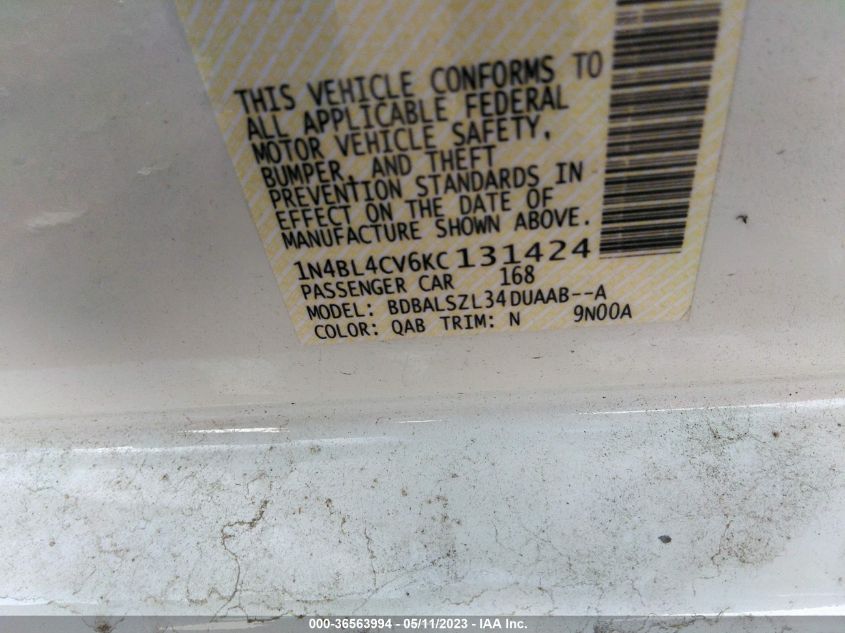 THIS VEHICLE CONFORMS TO
ALL APPLICABLE FEDERAL
MOTOR VEHICLE SAFETY,
BUMPER, AND THEFT
PREVENTION STANDARDS IN
EFFECT ON THE DATE OF
MANUFACTURE SHOWN ABOVE.
1N4BL4CV6KC 131424
PASSENGER CAR 168
MODEL: BDBALSZL34DUAAB--A
COLOR: QAB TRIM: N 9N00A
000-36563994 - 05/11/2023 - IAA Inc.